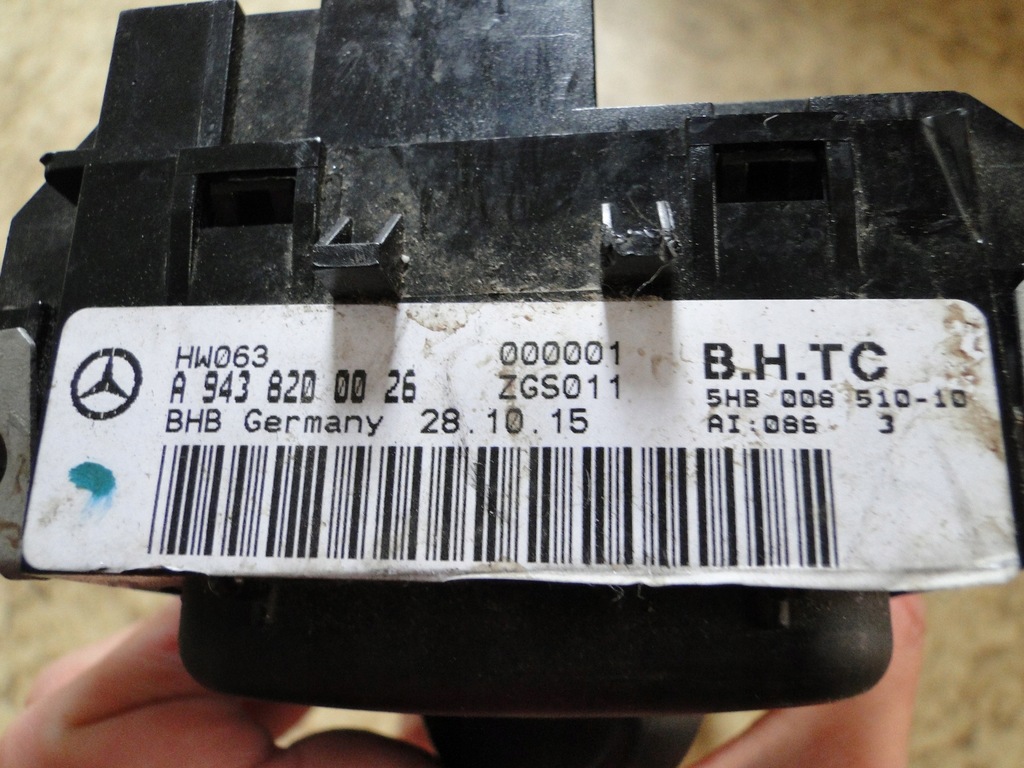 HW063 000001 B.H.TC
A 943 820 00 26 ZGS011 5HB 008 510-10
BHB Germany 28.10.15 AI:086 3